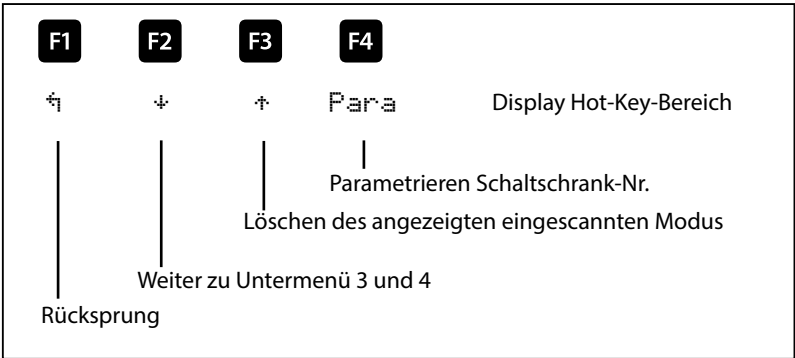 F1 F2 F3 F4
↰ ↓ ↑ Para Display Hot-Key-Bereich
Parametrieren Schaltschrank-Nr.
Löschen des angezeigten eingescannten Modus
Weiter zu Untermenü 3 und 4
Rücksprung